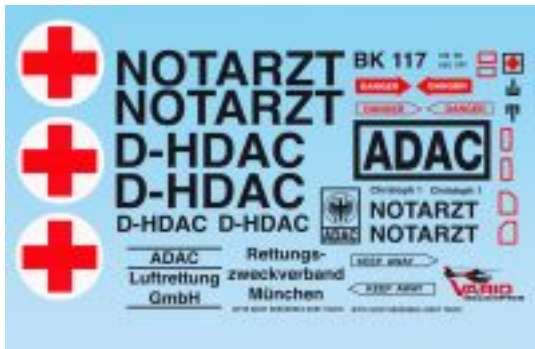 NOTARZT
NOTARZT
D-HDAC
D-HDAC
D-HDAC D-HDAC
BK 117
DANGER DANGER
DANGER DANGER
ADAC
Christoph 1 Christoph 1
ADAC
NOTARZT
NOTARZT
ADAC
Luftrettung
GmbH
Rettungs-
zweckverband
München
KEEP AWAY
KEEP AWAY
VARIO